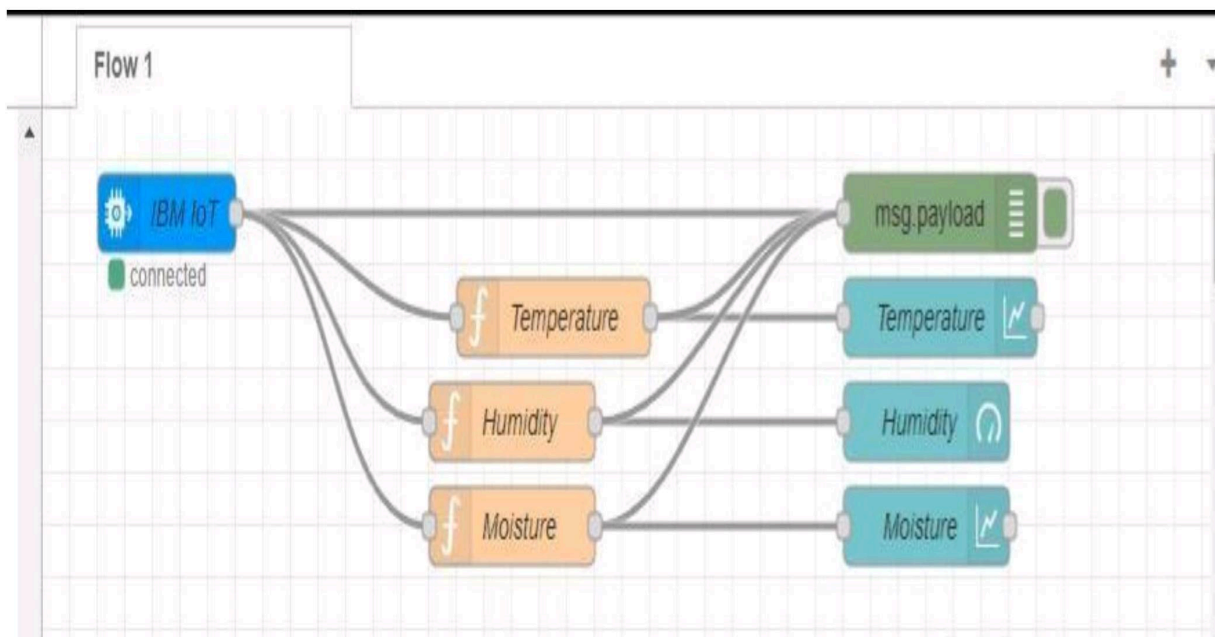 Flow 1
IBM IoT
connected
msg.payload
Temperature
Temperature
Humidity
Humidity
Moisture
Moisture